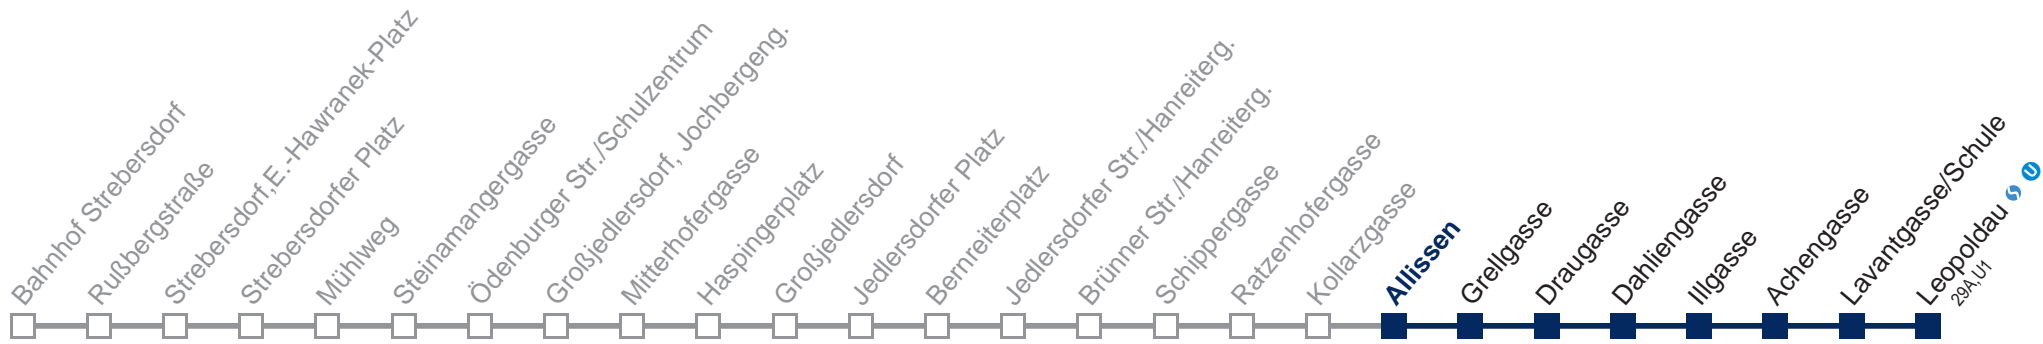 Bahnhof Strebersdorf
Rußbergstraße
Strebersdorf,E.-Hawranek-Platz
Strebersdorfer Platz
Mühlweg
Steinamangergasse
Ödenburger Str./Schulzentrum
Großjedlersdorf, Jochbergeng.
Mitterhofergasse
Haspingerplatz
Großjedlersdorf
Jedlersdorfer Platz
Bernreiterplatz
Jedlersdorfer Str./Hanreiterg.
Brünner Str./Hanreiterg.
Schippergasse
Ratzenhofergasse
Kollarzgasse
Allissen
Grellgasse
Draugasse
Dahliengasse
Illgasse
Achengasse
Lavantgasse/Schule
Leopoldau S U
29A,U1